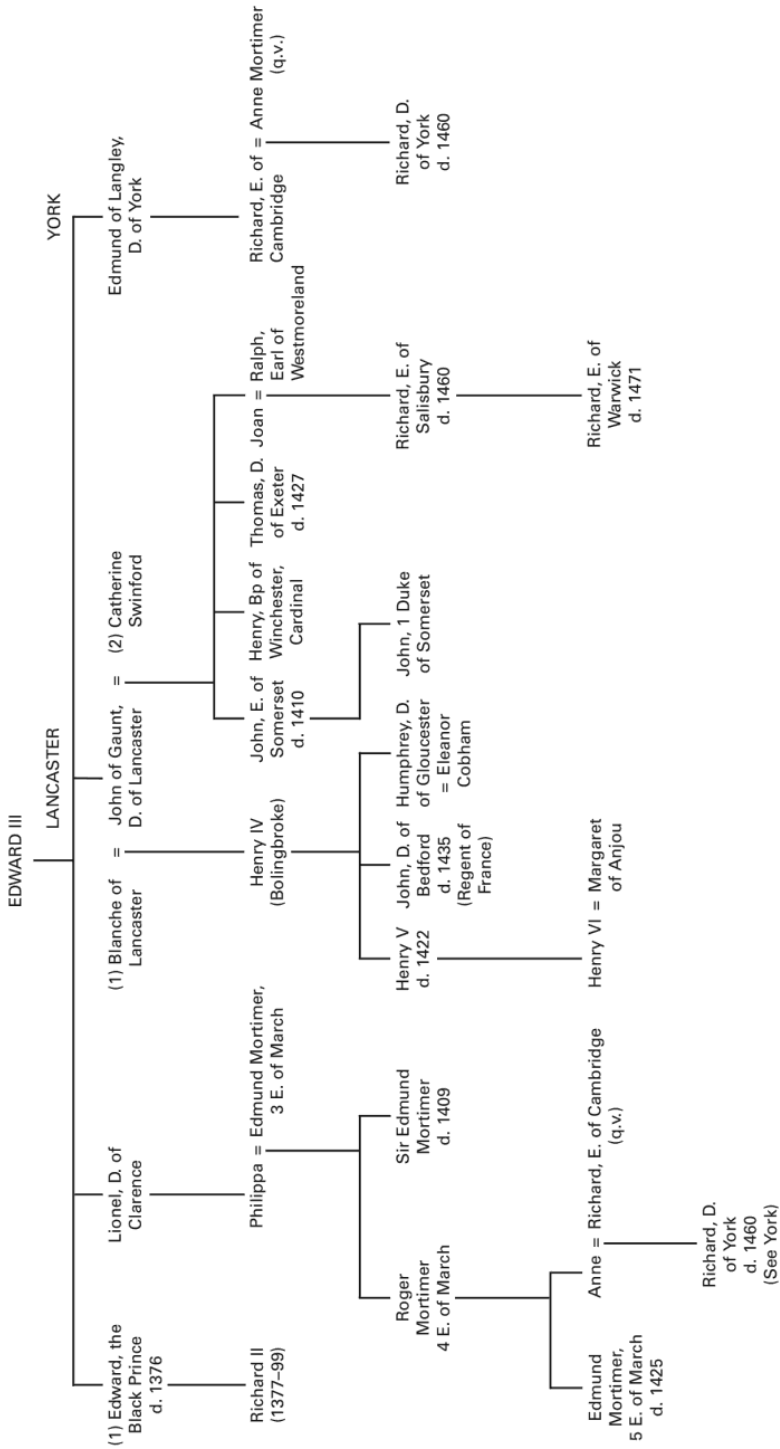 EDWARD III
LANCASTER
YORK
(1) Edward, the
Black Prince
d. 1376
Lionel, D. of
Clarence
(1) Blanche of
Lancaster
=
John of Gaunt,
D. of Lancaster
=
(2) Catherine
Swinford
Edmund of Langley,
D. of York
Richard II
(1377–99)
Philippa = Edmund Mortimer,
3 E. of March
Henry IV
(Bolingbroke)
John, E. of
Somerset
d. 1410
Henry, Bp of
Winchester,
Cardinal
Thomas, D.
of Exeter
d. 1427
Joan = Ralph,
Earl of
Westmoreland
Richard, E. of = Anne Mortimer
Cambridge
(q.v.)
Roger
Mortimer
4 E. of March
Sir Edmund
Mortimer
d. 1409
Henry V
d. 1422
John, D. of
Bedford
d. 1435
(Regent of
France)
Humphrey, D.
of Gloucester
= Eleanor
Cobham
John, 1 Duke
of Somerset
Richard, E. of
Salisbury
d. 1460
Richard, D.
of York
d. 1460
Edmund
Mortimer,
5 E. of March
d. 1425
Anne = Richard, E. of Cambridge
(q.v.)
Henry VI = Margaret
of Anjou
Richard, E. of
Warwick
d. 1471
Richard, D.
of York
d. 1460
(See York)